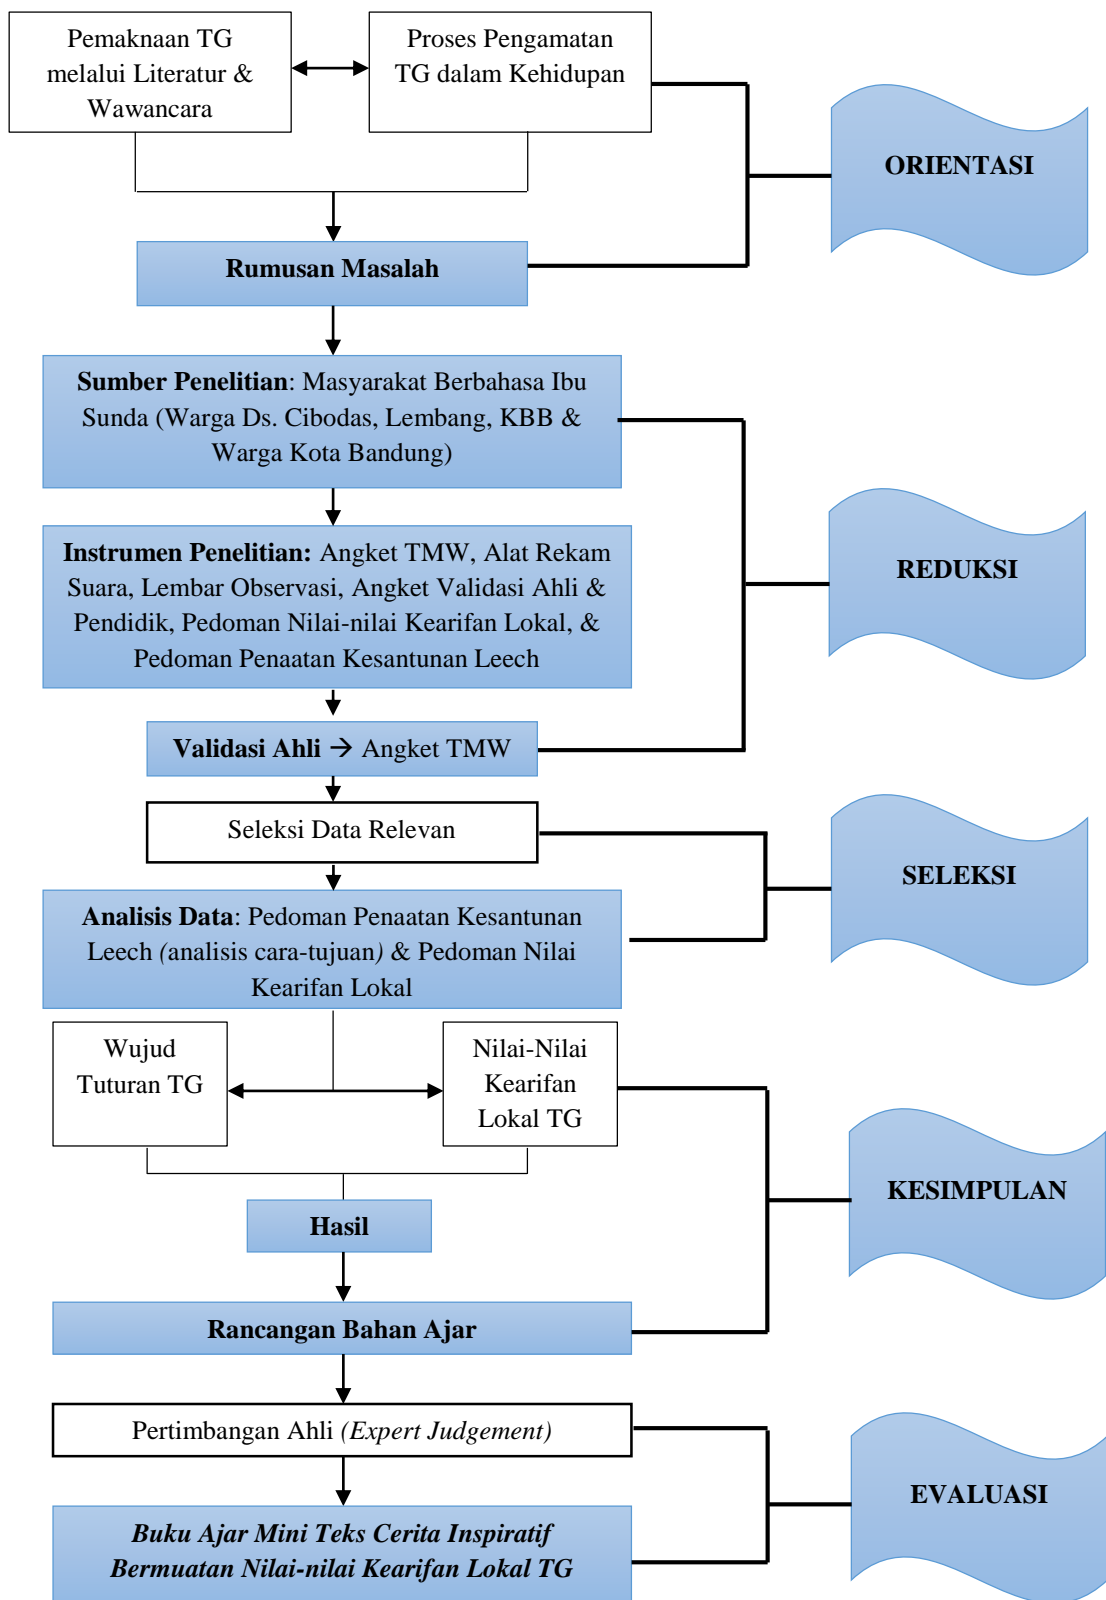 Pemaknaan TG
melalui Literatur &
Wawancara
Proses Pengamatan
TG dalam Kehidupan
ORIENTASI
Rumusan Masalah
Sumber Penelitian: Masyarakat Berbahasa Ibu
Sunda (Warga Ds. Cibodas, Lembang, KBB &
Warga Kota Bandung)
Instrumen Penelitian: Angket TMW, Alat Rekam
Suara, Lembar Observasi, Angket Validasi Ahli &
Pendidik, Pedoman Nilai-nilai Kearifan Lokal, &
Pedoman Penaatan Kesantunan Leech
REDUKSI
Validasi Ahli → Angket TMW
Seleksi Data Relevan
SELEKSI
Analisis Data: Pedoman Penaatan Kesantunan
Leech (analisis cara-tujuan) & Pedoman Nilai
Kearifan Lokal
Wujud
Tuturan TG
Nilai-Nilai
Kearifan
Lokal TG
KESIMPULAN
Hasil
Rancangan Bahan Ajar
Pertimbangan Ahli (Expert Judgement)
EVALUASI
Buku Ajar Mini Teks Cerita Inspiratif
Bermuatan Nilai-nilai Kearifan Lokal TG